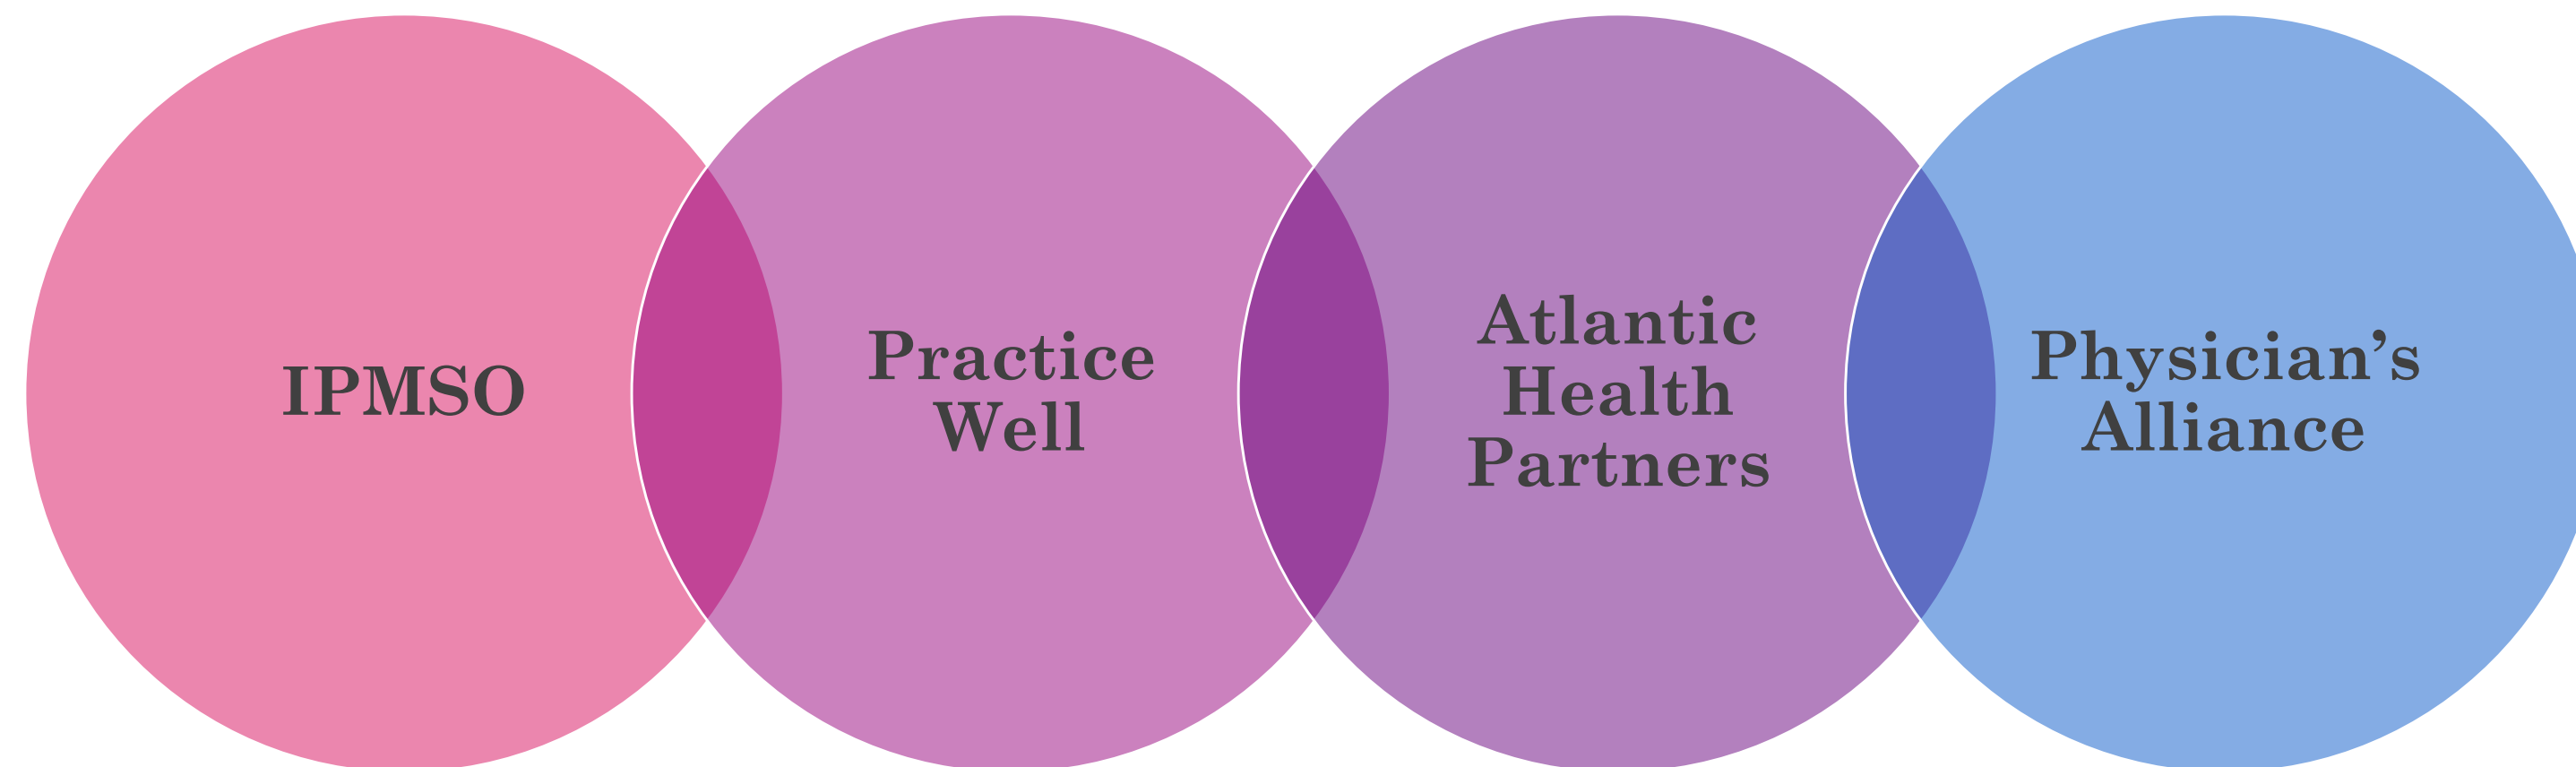 IPMSO
Practice
Well
Atlantic
Health
Partners
Physician’s
Alliance